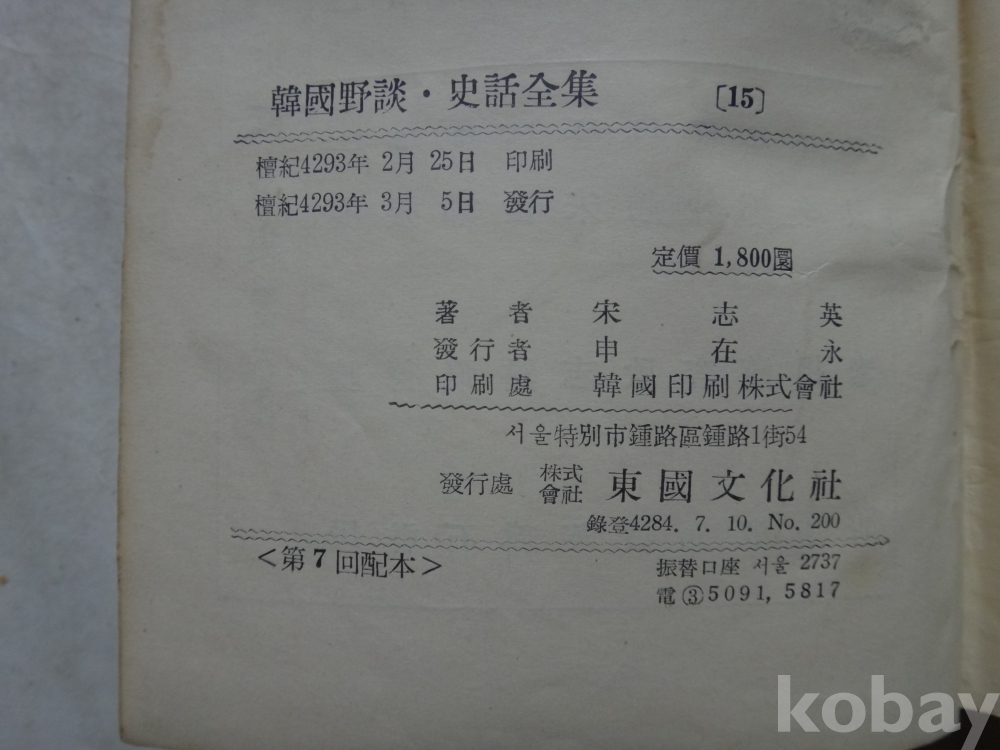 韓國野談・史話全集 〔15〕
檀紀4293年 2月 25日 印刷
檀紀4293年 3月 5日 發行
定價 1,800圜
著者 宋志英
發行者 申在永
印刷處 韓國印刷株式會社
서울特別市鍾路區鍾路1街54
發行處 株式會社 東國文化社
錄登4284. 7. 10. No. 200
<第7回配本>
振替口座 서울 2737
電③5091, 5817
kobay